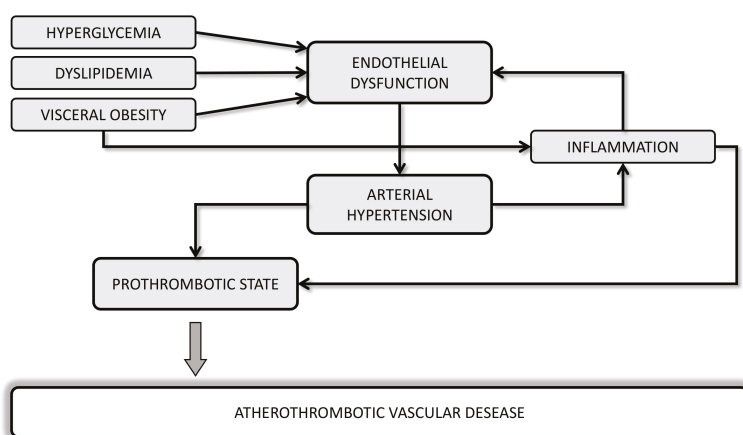 HYPERGLYCEMIA
DYSLIPIDEMIA
VISCERAL OBESITY
ENDOTHELIAL
DYSFUNCTION
INFLAMMATION
ARTERIAL
HYPERTENSION
PROTHROMBOTIC STATE
ATHEROTHROMBOTIC VASCULAR DESEASE